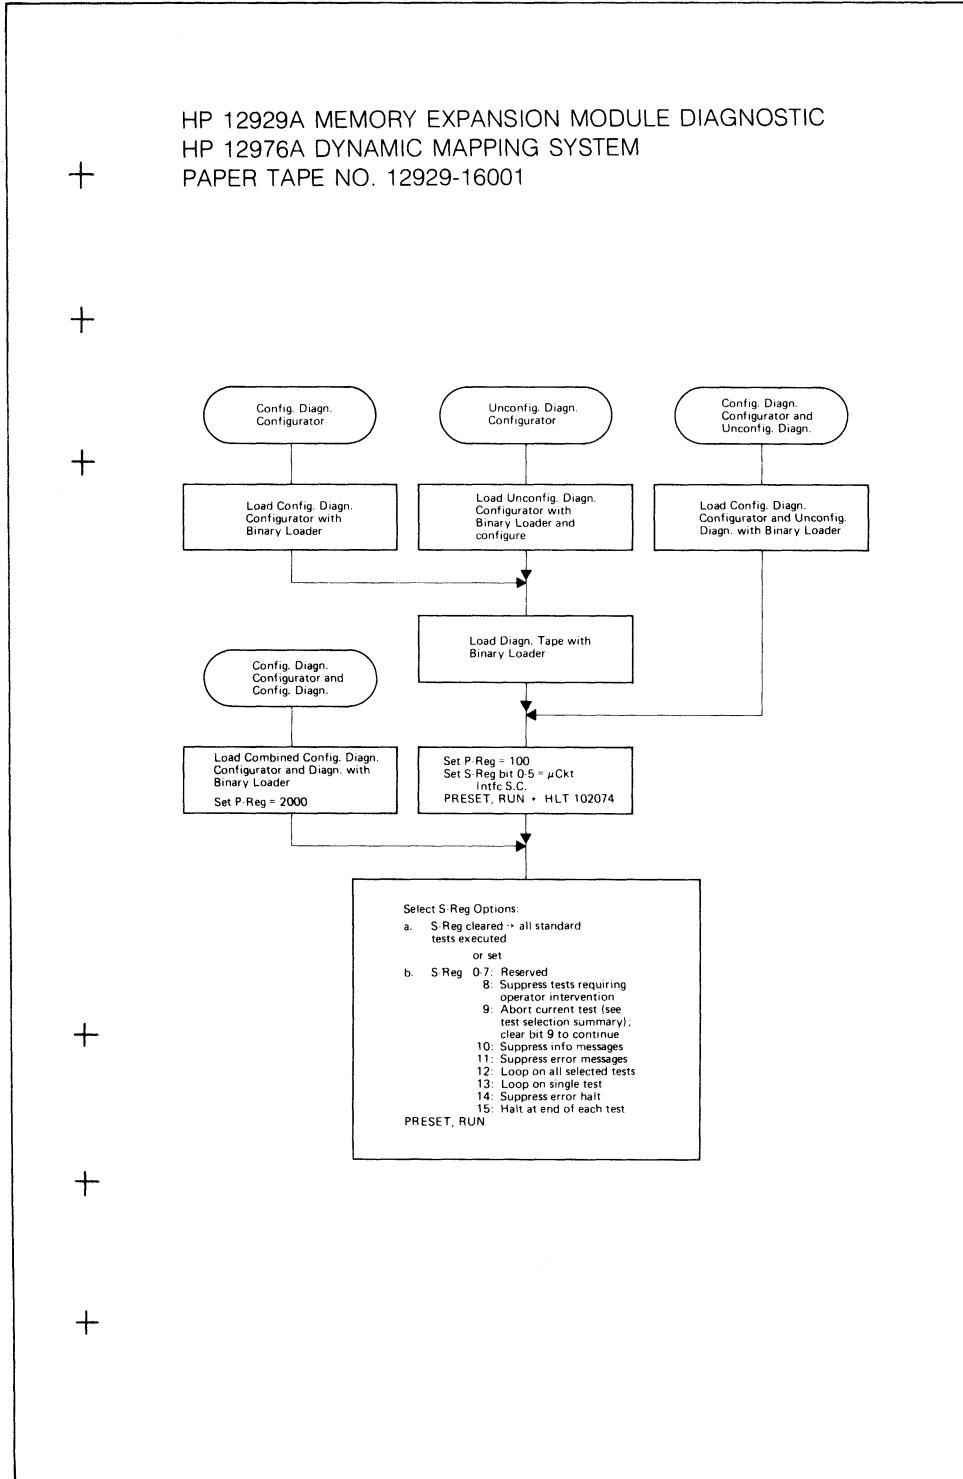 HP 12929A MEMORY EXPANSION MODULE DIAGNOSTIC
HP 12976A DYNAMIC MAPPING SYSTEM
PAPER TAPE NO. 12929-16001
Config. Diagn.
Configurator
Unconfig. Diagn.
Configurator
Config. Diagn.
Configurator and
Unconfig. Diagn.
Load Config. Diagn.
Configurator with
Binary Loader
Load Unconfig. Diagn.
Configurator with
Binary Loader and
configure
Load Config. Diagn.
Configurator and Unconfig.
Diagn. with Binary Loader
Load Diagn. Tape with
Binary Loader
Config. Diagn.
Configurator and
Config. Diagn.
Load Combined Config. Diagn.
Configurator and Diagn. with
Binary Loader
Set P-Reg = 2000
Set P-Reg = 100
Set S-Reg bit 0-5 = μCkt
Intfc S.C.
PRESET, RUN → HLT 102074
Select S-Reg Options:
a. S-Reg cleared → all standard
tests executed
or set
b. S-Reg 0-7: Reserved
8: Suppress tests requiring
operator intervention
9: Abort current test (see
test selection summary);
clear bit 9 to continue
10: Suppress info messages
11: Suppress error messages
12: Loop on all selected tests
13: Loop on single test
14: Suppress error halt
15: Halt at end of each test
PRESET, RUN